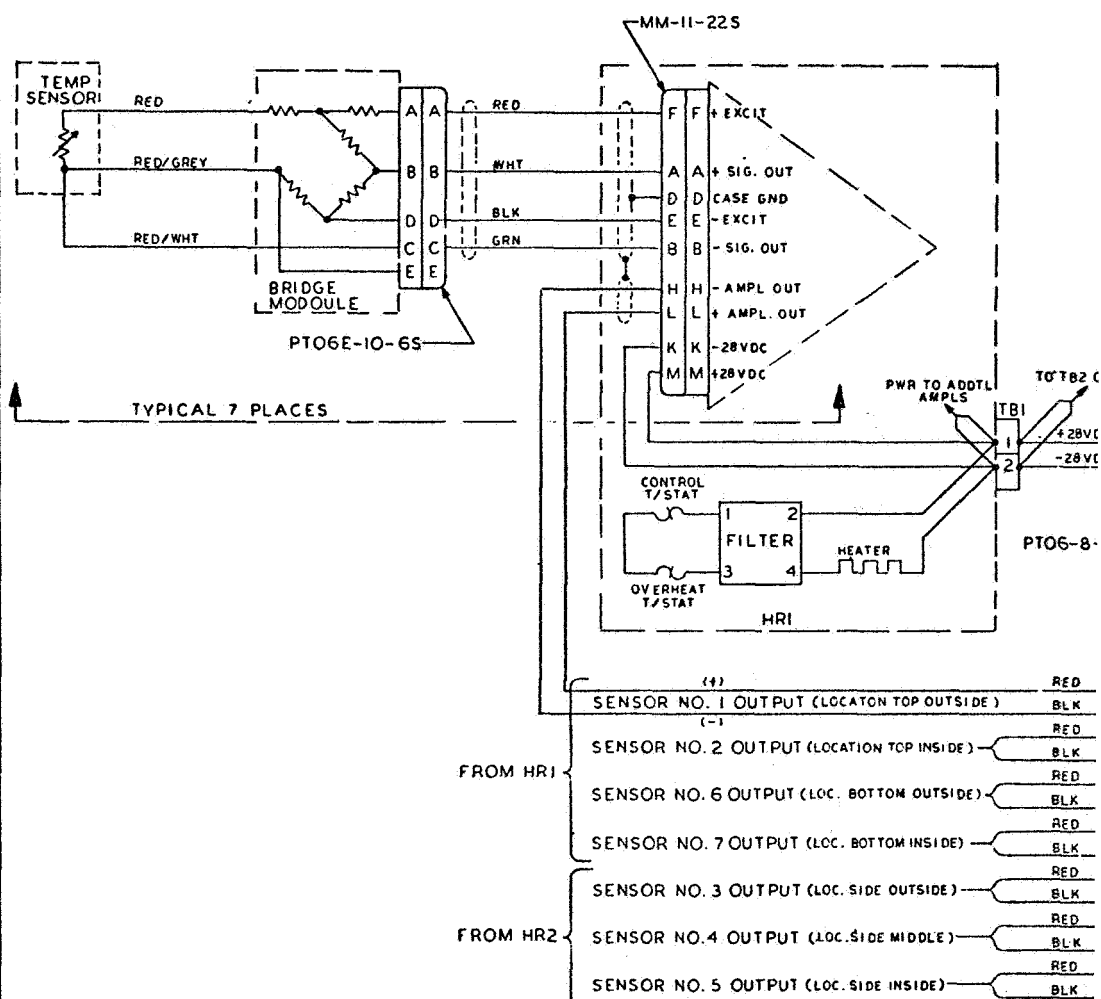 MM-11-22S
TEMP
SENSOR
RED
RED/GREY
RED/WHT
BRIDGE
MODOULE
A A
B B
D D
C C
E E
PT06E-10-6S
RED
WHT
BLK
GRN
F F + EXCIT
A A + SIG. OUT
D D CASE GND
E E - EXCIT
B B - SIG. OUT
H H - AMPL OUT
L L + AMPL. OUT
K K -28VDC
M M +28VDC
TYPICAL 7 PLACES
PWR TO ADDTL
AMPLS
TO TB2
TB1
1
2
+28VD
-28VD
CONTROL
T/STAT
1 2
FILTER
3 4
HEATER
OVERHEAT
T/STAT
HR1
PT06-8-
FROM HR1
(+)
SENSOR NO. 1 OUTPUT (LOCATON TOP OUTSIDE)
(-)
RED
BLK
SENSOR NO. 2 OUTPUT (LOCATION TOP INSIDE)
RED
BLK
SENSOR NO. 6 OUTPUT (LOC. BOTTOM OUTSIDE)
RED
BLK
SENSOR NO. 7 OUTPUT (LOC. BOTTOM INSIDE)
RED
BLK
FROM HR2
SENSOR NO. 3 OUTPUT (LOC. SIDE OUTSIDE)
RED
BLK
SENSOR NO. 4 OUTPUT (LOC. SIDE MIDDLE)
RED
BLK
SENSOR NO. 5 OUTPUT (LOC. SIDE INSIDE)
RED
BLK